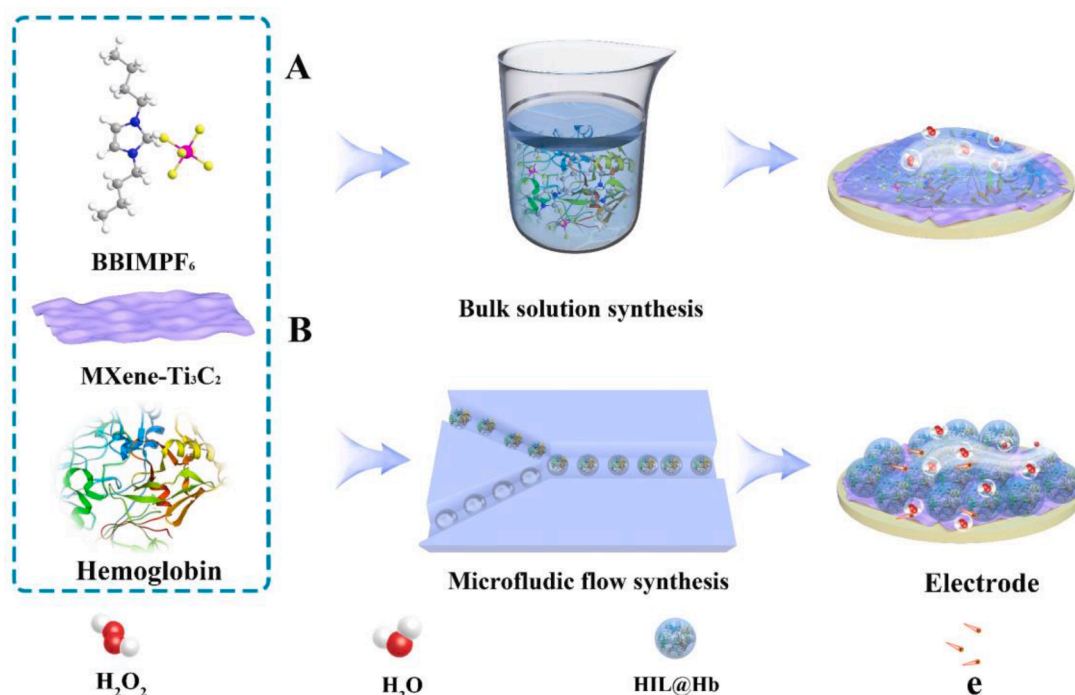 A
BBIMPF₆
Bulk solution synthesis
B
MXene-Ti₃C₂
Hemoglobin
Microfludic flow synthesis
Electrode
H₂O₂
H₂O
HIL@Hb
e